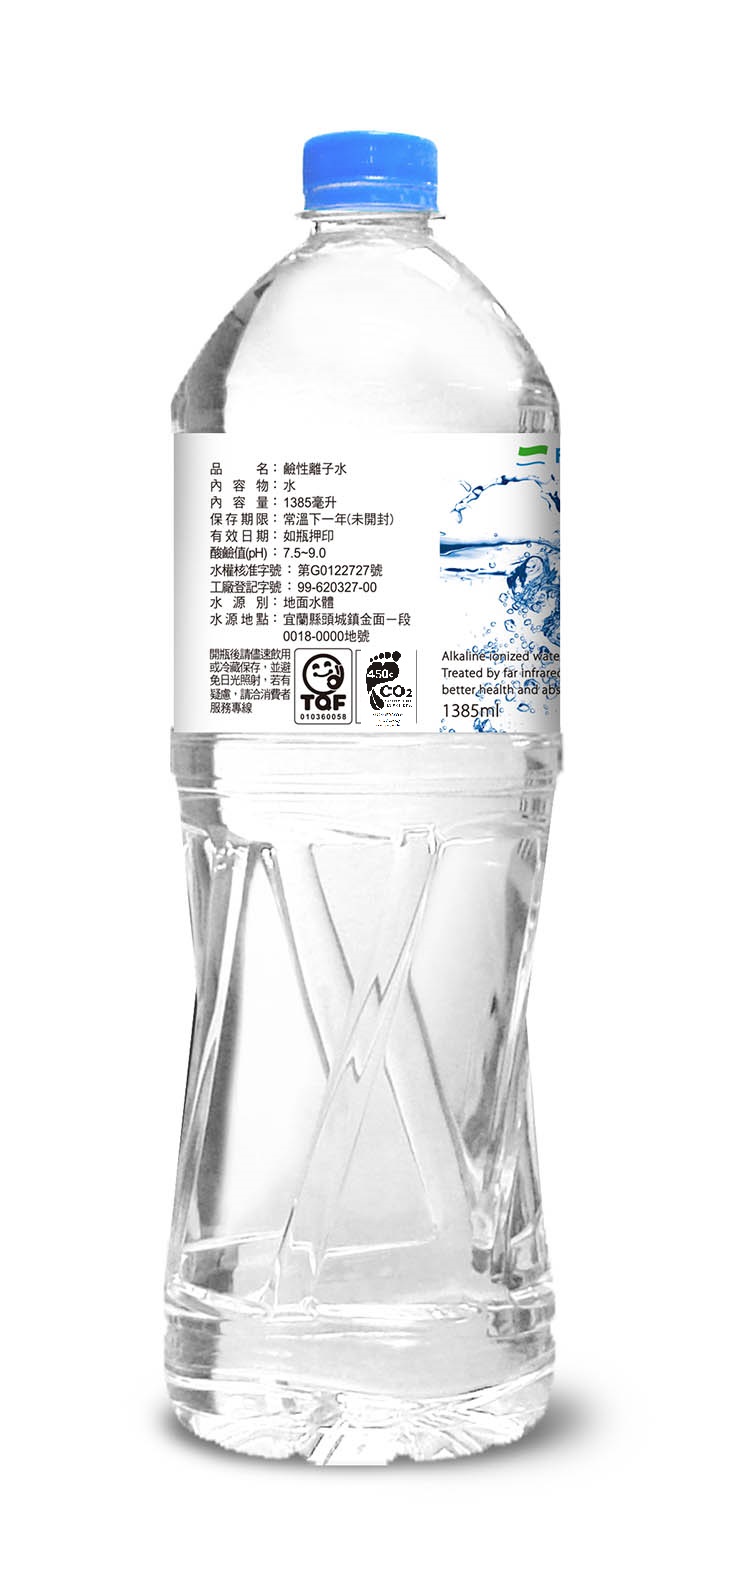 品名：鹼性離子水
內容物：水
內容量：1385毫升
保存期限：常溫下一年(未開封)
有效日期：如瓶押印
酸鹼值(pH)：7.5~9.0
水權核准字號：第G0122727號
工廠登記字號：99-620327-00
水源別：地面水體
水源地點：宜蘭縣頭城鎮金面一段
0018-0000地號
開瓶後請儘速飲用
或冷藏保存，並避
免日光照射，若有
疑慮，請洽消費者
服務專線
TQF
010360058
450g
CO2
Alkaline-ionized wate
Treated by far infrared
better health and abs
1385ml